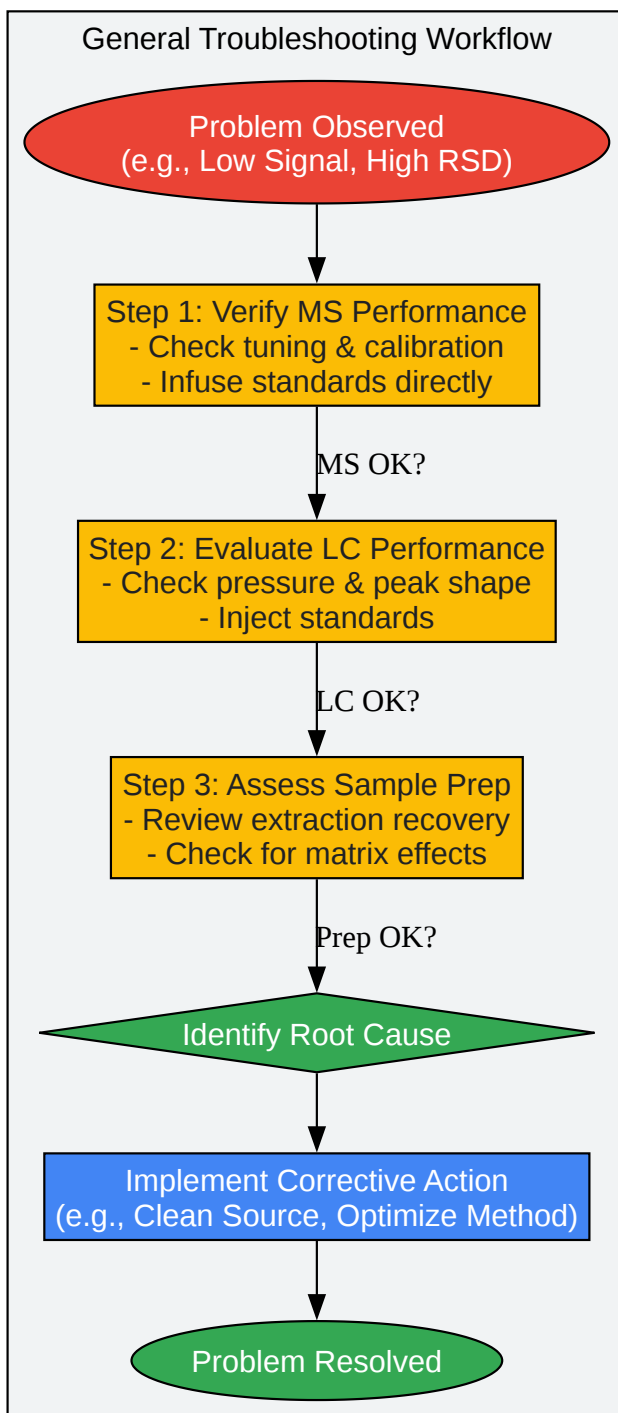 General Troubleshooting Workflow
Problem Observed
(e.g., Low Signal, High RSD)
Step 1: Verify MS Performance
- Check tuning & calibration
- Infuse standards directly
MS OK?
Step 2: Evaluate LC Performance
- Check pressure & peak shape
- Inject standards
LC OK?
Step 3: Assess Sample Prep
- Review extraction recovery
- Check for matrix effects
Prep OK?
Identify Root Cause
Implement Corrective Action
(e.g., Clean Source, Optimize Method)
Problem Resolved